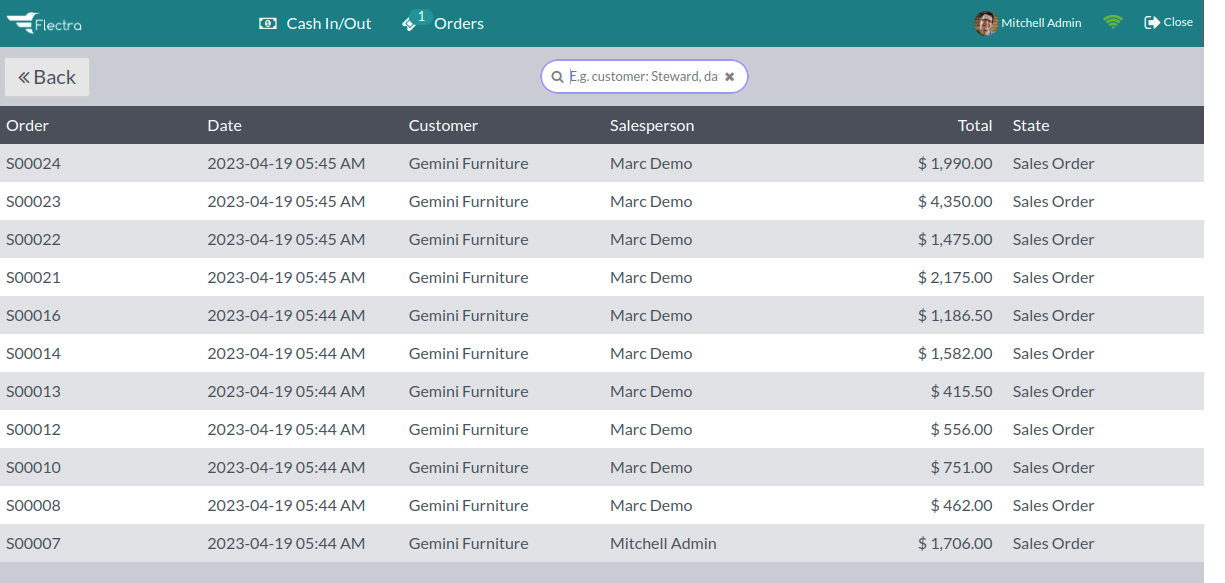 Flectra Cash In/Out 1 Orders Mitchell Admin Close
Back E.g. customer: Steward, da
Order Date Customer Salesperson Total State
S00024 2023-04-19 05:45 AM Gemini Furniture Marc Demo $ 1,990.00 Sales Order
S00023 2023-04-19 05:45 AM Gemini Furniture Marc Demo $ 4,350.00 Sales Order
S00022 2023-04-19 05:45 AM Gemini Furniture Marc Demo $ 1,475.00 Sales Order
S00021 2023-04-19 05:45 AM Gemini Furniture Marc Demo $ 2,175.00 Sales Order
S00016 2023-04-19 05:44 AM Gemini Furniture Marc Demo $ 1,186.50 Sales Order
S00014 2023-04-19 05:44 AM Gemini Furniture Marc Demo $ 1,582.00 Sales Order
S00013 2023-04-19 05:44 AM Gemini Furniture Marc Demo $ 415.50 Sales Order
S00012 2023-04-19 05:44 AM Gemini Furniture Marc Demo $ 556.00 Sales Order
S00010 2023-04-19 05:44 AM Gemini Furniture Marc Demo $ 751.00 Sales Order
S00008 2023-04-19 05:44 AM Gemini Furniture Marc Demo $ 462.00 Sales Order
S00007 2023-04-19 05:44 AM Gemini Furniture Mitchell Admin $ 1,706.00 Sales Order